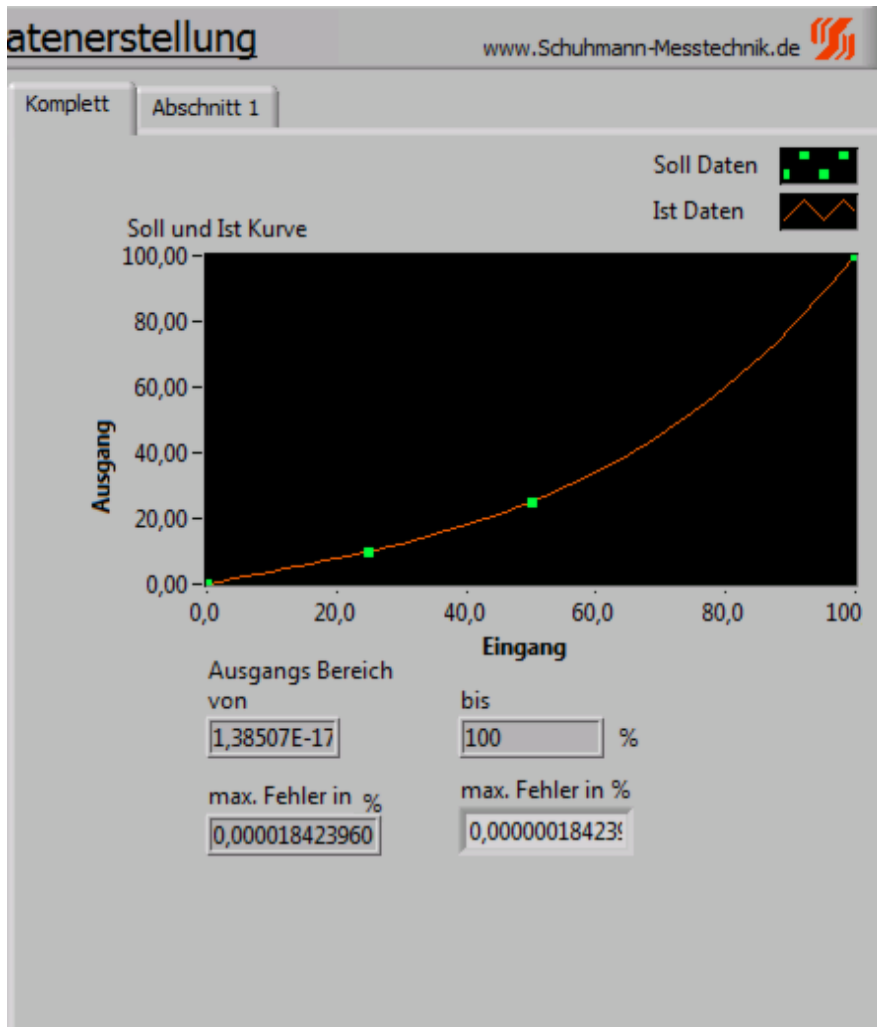 atenerstellung
www.Schuhmann-Messtechnik.de
Komplett
Abschnitt 1
Soll Daten
Ist Daten
Soll und Ist Kurve
100,00
80,00
60,00
40,00
20,00
0,00
Ausgang
0,0 20,0 40,0 60,0 80,0 100
Eingang
Ausgangs Bereich
von bis
1,38507E-17 100 %
max. Fehler in % max. Fehler in %
0,000018423960 0,00000018423